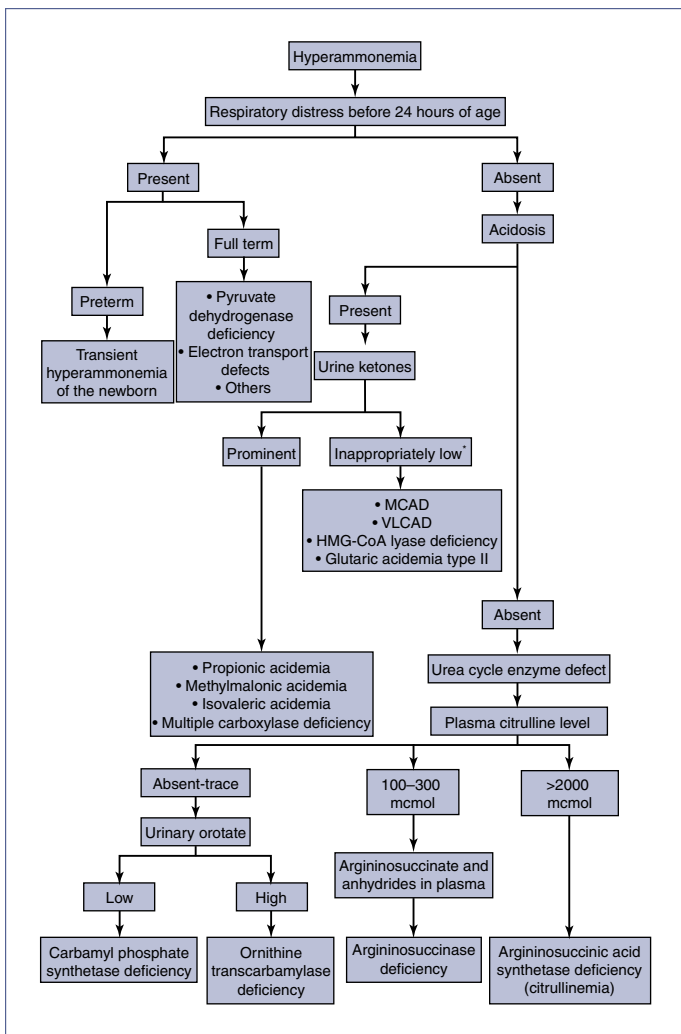 Hyperammonemia
Respiratory distress before 24 hours of age
Present
Absent
Acidosis
Full term
Preterm
• Pyruvate
dehydrogenase
deficiency
• Electron transport
defects
• Others
Present
Transient
hyperammonemia
of the newborn
Urine ketones
Prominent
Inappropriately low*
• MCAD
• VLCAD
• HMG-CoA lyase deficiency
• Glutaric acidemia type II
Absent
Urea cycle enzyme defect
• Propionic acidemia
• Methylmalonic acidemia
• Isovaleric acidemia
• Multiple carboxylase deficiency
Plasma citrulline level
Absent-trace
100–300
mcmol
>2000
mcmol
Urinary orotate
Argininosuccinate and
anhydrides in plasma
Low
High
Carbamyl phosphate
synthetase deficiency
Ornithine
transcarbamylase
deficiency
Argininosuccinase
deficiency
Argininosuccinic acid
synthetase deficiency
(citrullinemia)